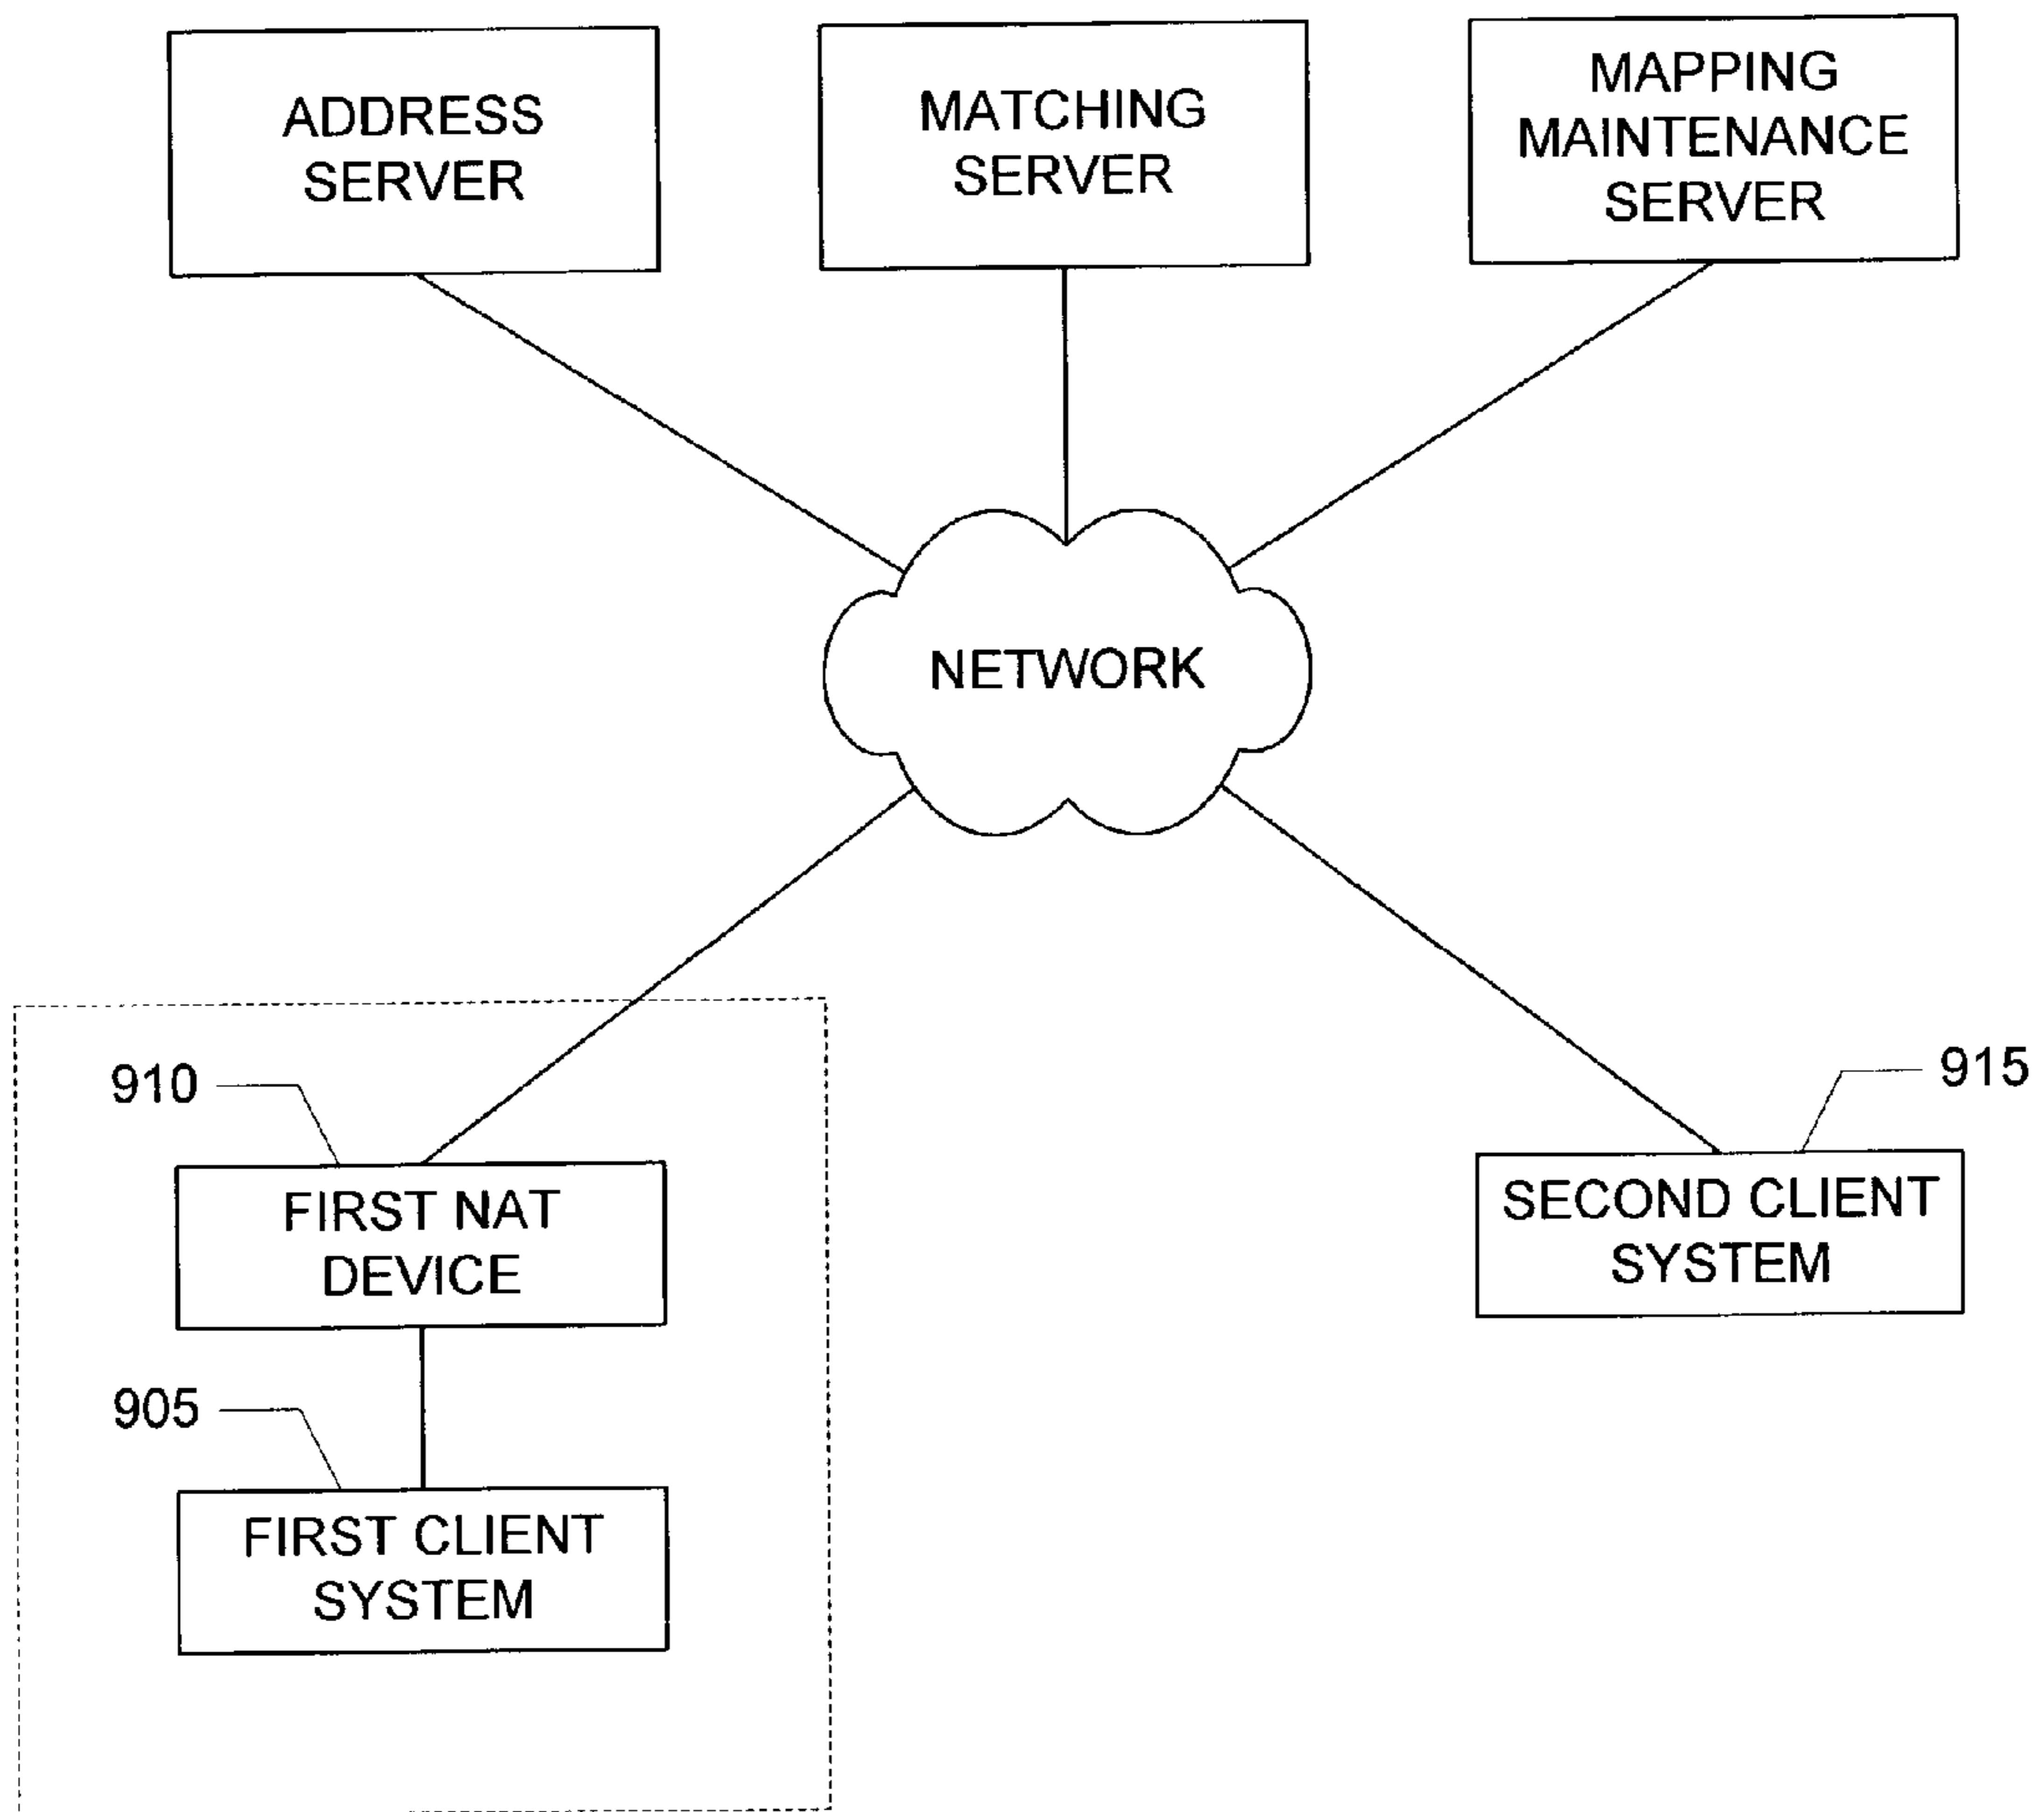 ADDRESS
SERVER
MATCHING
SERVER
MAPPING
MAINTENANCE
SERVER
NETWORK
910
915
FIRST NAT
DEVICE
SECOND CLIENT
SYSTEM
905
FIRST CLIENT
SYSTEM